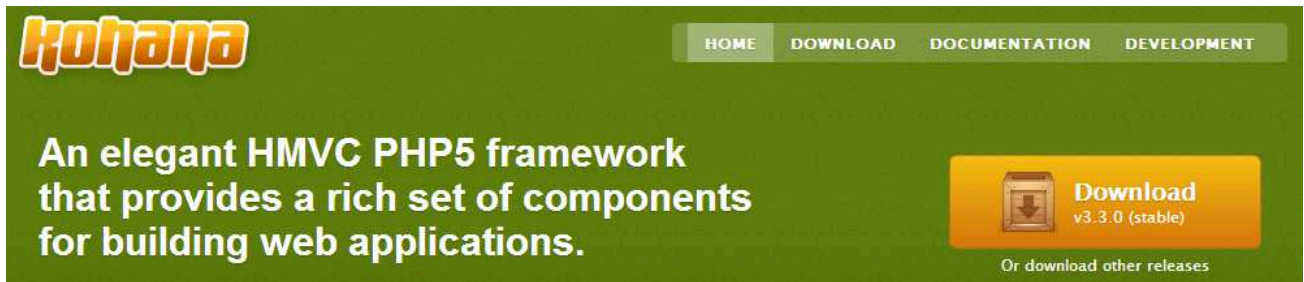 kohana
HOME DOWNLOAD DOCUMENTATION DEVELOPMENT
An elegant HMVC PHP5 framework
that provides a rich set of components
for building web applications.
Download
v3.3.0 (stable)
Or download other releases